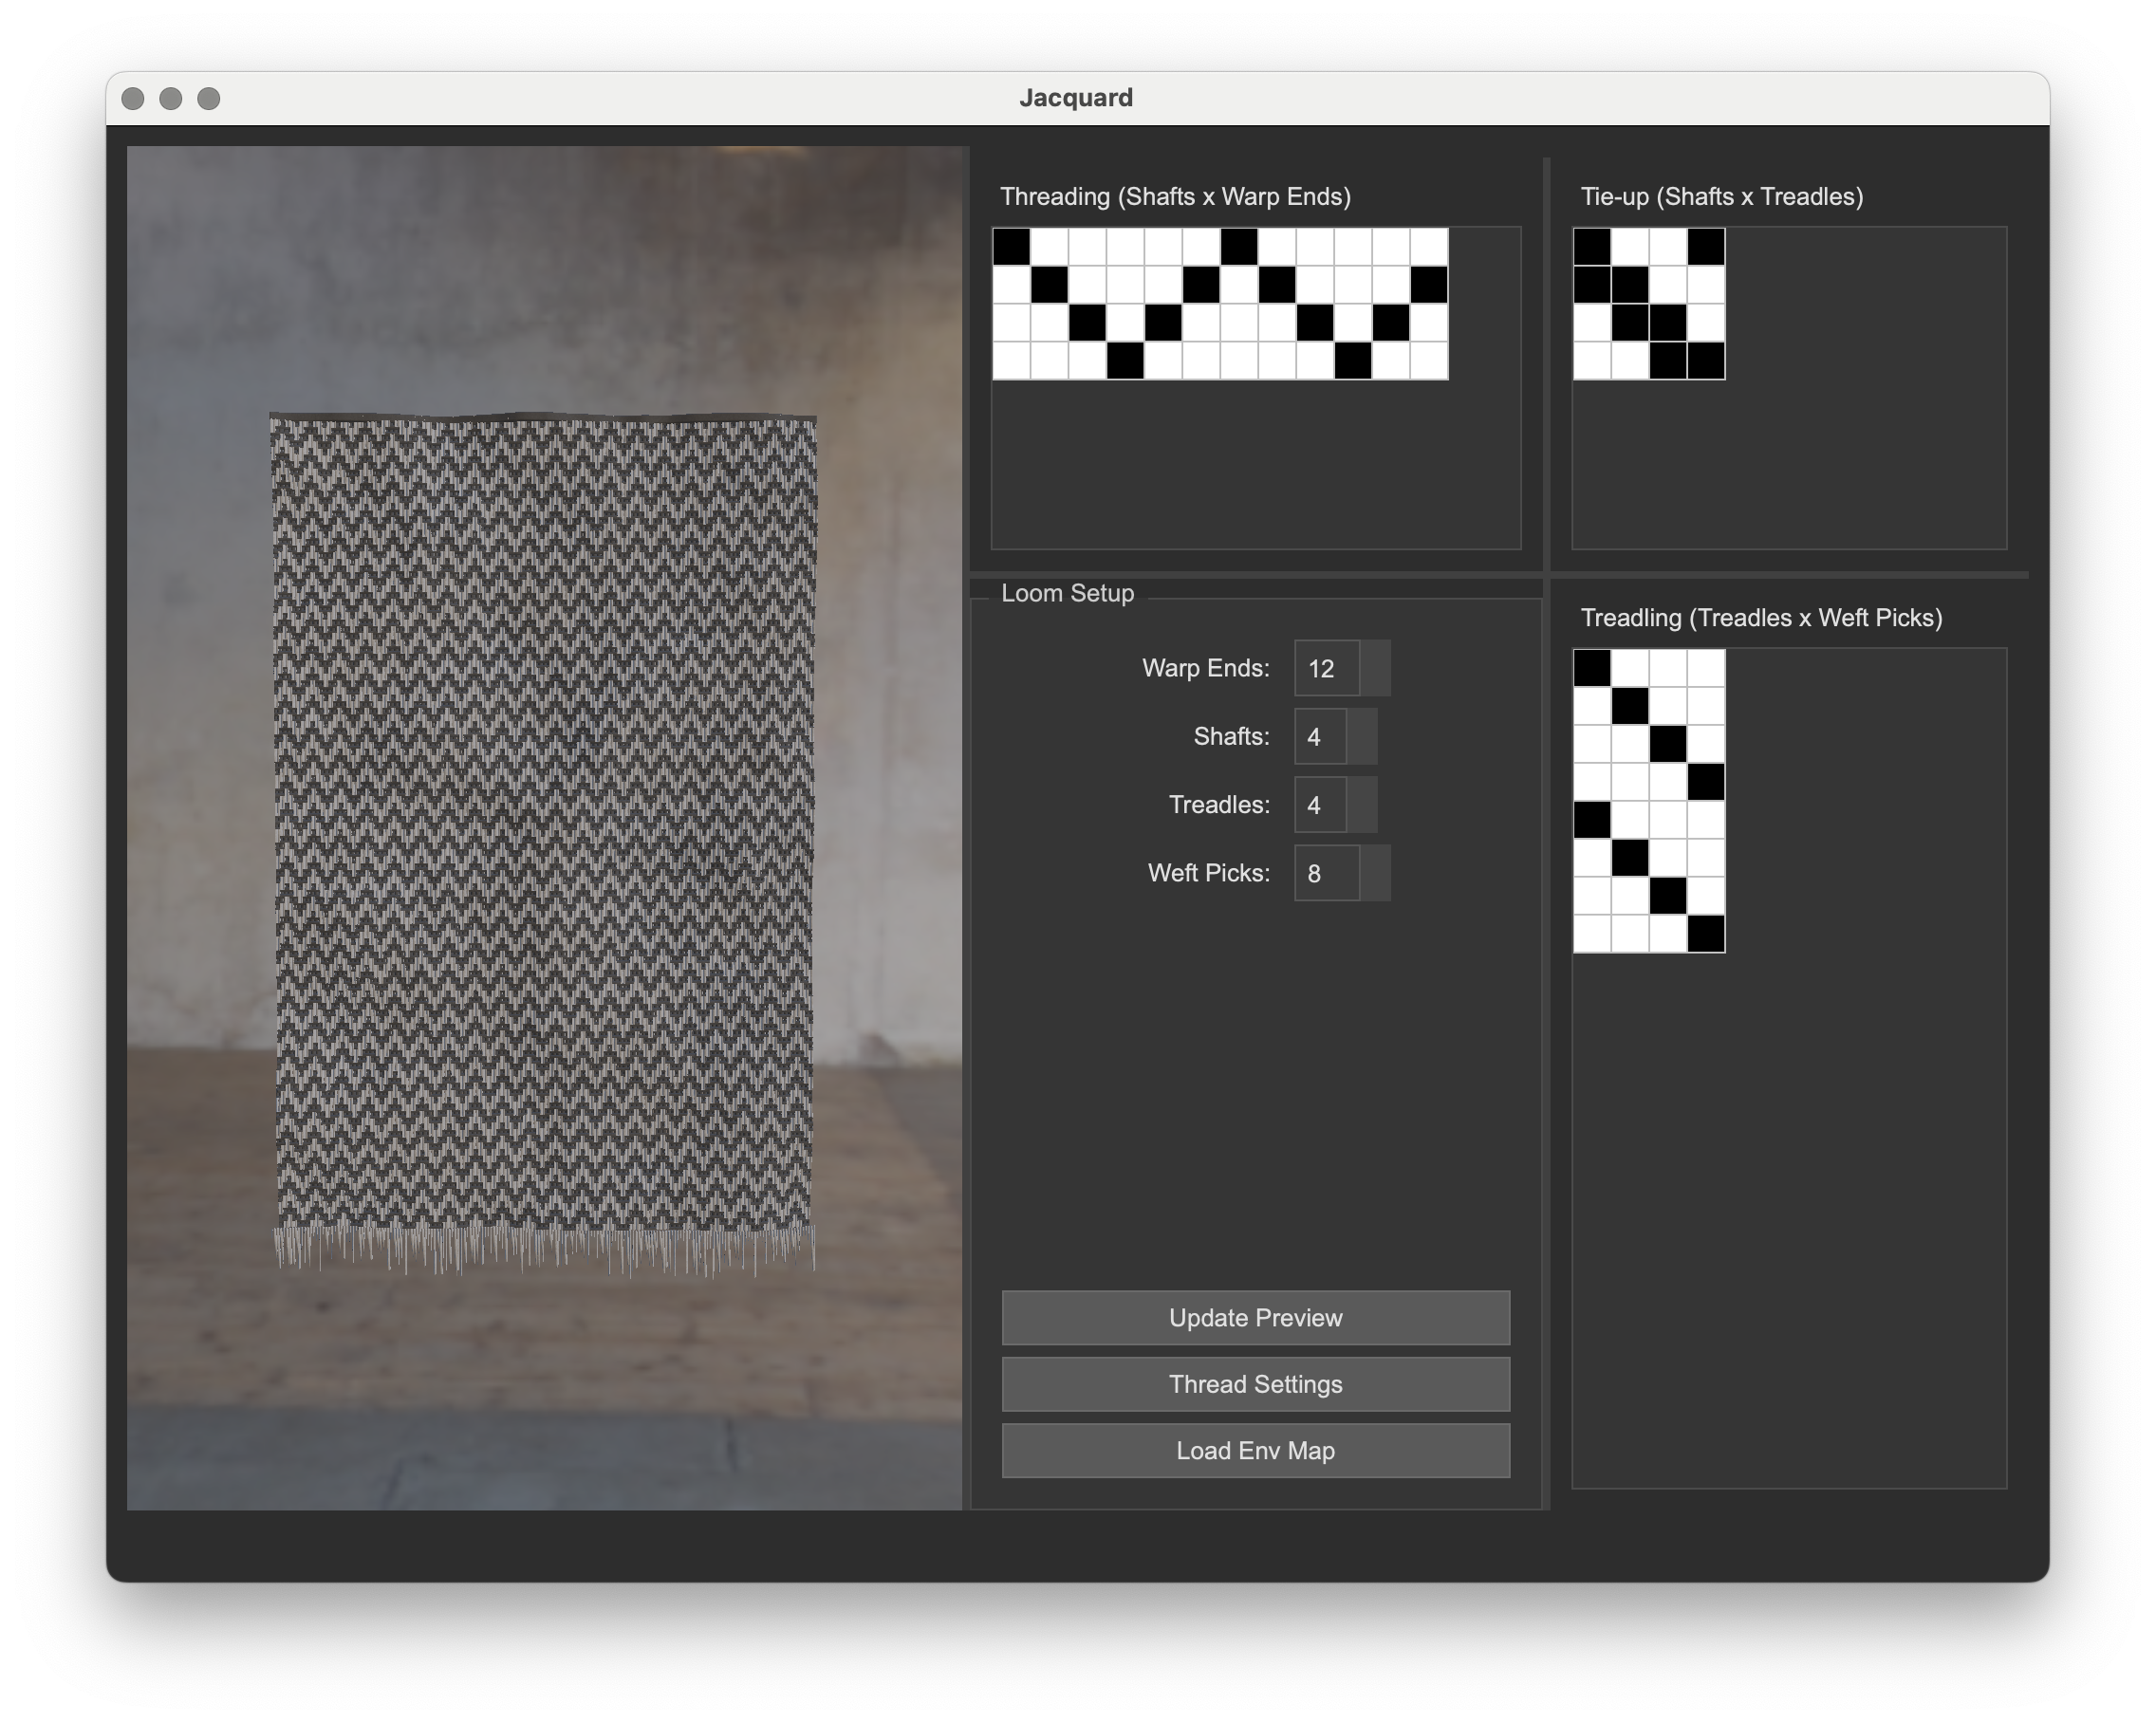 Jacquard
Threading (Shafts x Warp Ends)
Tie-up (Shafts x Treadles)
Loom Setup
Warp Ends: 12
Shafts: 4
Treadles: 4
Weft Picks: 8
Update Preview
Thread Settings
Load Env Map
Treadling (Treadles x Weft Picks)